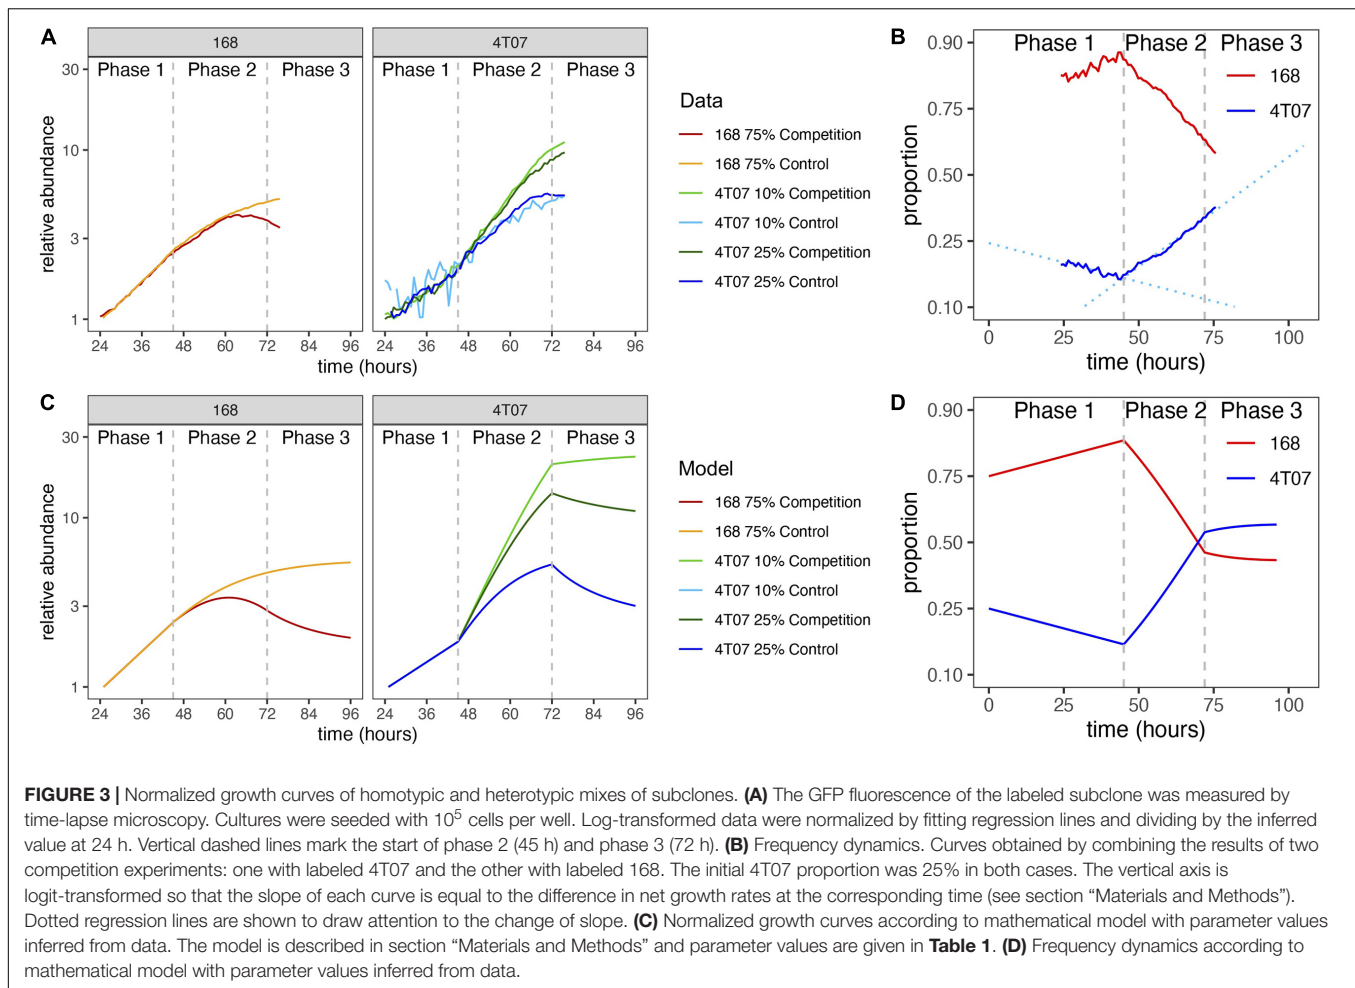 A
168
4T07
Phase 1
Phase 2
Phase 3
Phase 1
Phase 2
Phase 3
relative abundance
30
10
3
1
24 36 48 60 72 84 96
24 36 48 60 72 84 96
time (hours)
time (hours)
Data
168 75% Competition
168 75% Control
4T07 10% Competition
4T07 10% Control
4T07 25% Competition
4T07 25% Control
B
Phase 1
Phase 2
Phase 3
168
4T07
proportion
0.90
0.75
0.50
0.25
0.10
0 25 50 75 100
time (hours)
C
168
4T07
Phase 1
Phase 2
Phase 3
Phase 1
Phase 2
Phase 3
relative abundance
30
10
3
1
24 36 48 60 72 84 96
24 36 48 60 72 84 96
time (hours)
time (hours)
Model
168 75% Competition
168 75% Control
4T07 10% Competition
4T07 10% Control
4T07 25% Competition
4T07 25% Control
D
Phase 1
Phase 2
Phase 3
168
4T07
proportion
0.90
0.75
0.50
0.25
0.10
0 25 50 75 100
time (hours)
FIGURE 3 | Normalized growth curves of homotypic and heterotypic mixes of subclones. (A) The GFP fluorescence of the labeled subclone was measured by
time-lapse microscopy. Cultures were seeded with 10⁵ cells per well. Log-transformed data were normalized by fitting regression lines and dividing by the inferred
value at 24 h. Vertical dashed lines mark the start of phase 2 (45 h) and phase 3 (72 h). (B) Frequency dynamics. Curves obtained by combining the results of two
competition experiments: one with labeled 4T07 and the other with labeled 168. The initial 4T07 proportion was 25% in both cases. The vertical axis is
logit-transformed so that the slope of each curve is equal to the difference in net growth rates at the corresponding time (see section “Materials and Methods”).
Dotted regression lines are shown to draw attention to the change of slope. (C) Normalized growth curves according to mathematical model with parameter values
inferred from data. The model is described in section “Materials and Methods” and parameter values are given in Table 1. (D) Frequency dynamics according to
mathematical model with parameter values inferred from data.